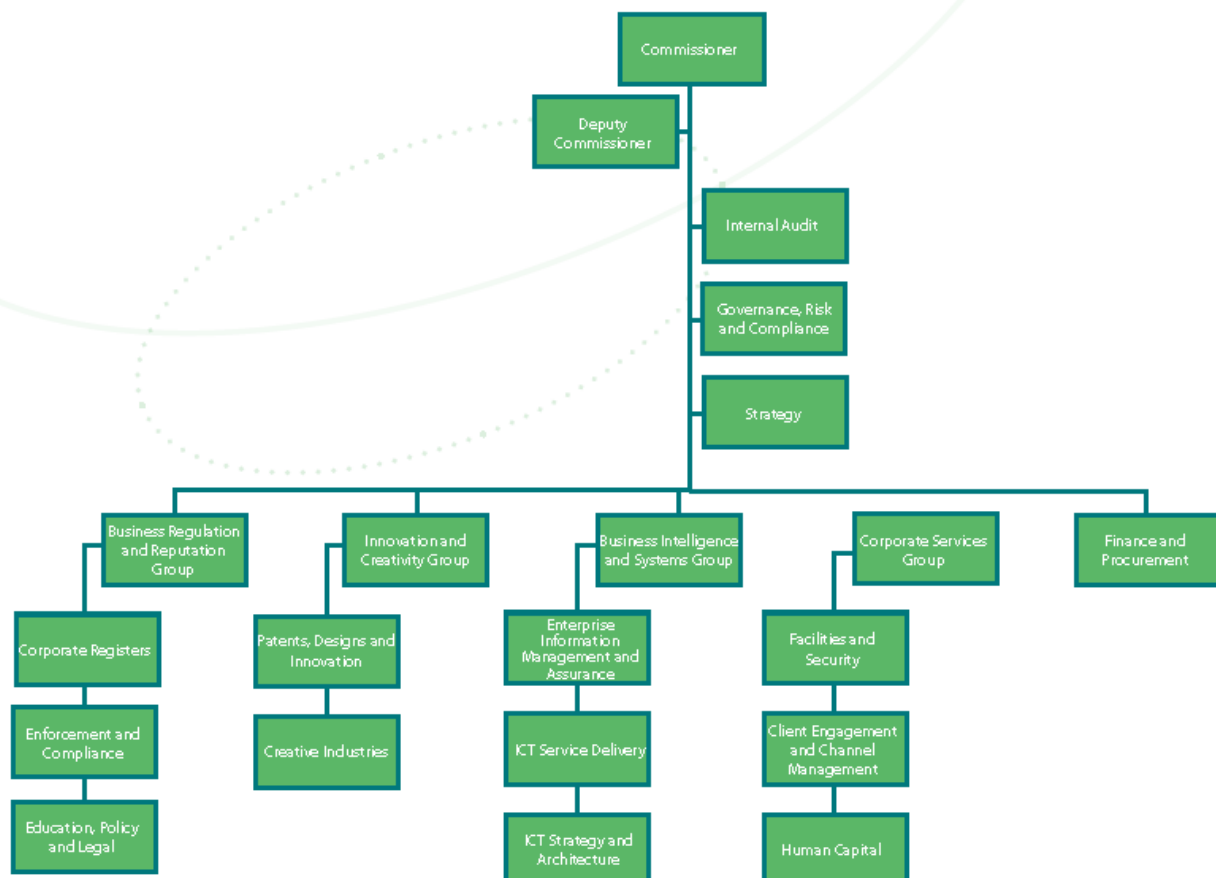 Commissioner
Deputy
Commissioner
Internal Audit
Governance, Risk
and Compliance
Strategy
Business Regulation
and Reputation
Group
Innovation and
Creativity Group
Business Intelligence
and Systems Group
Corporate Services
Group
Finance and
Procurement
Corporate Registers
Patents, Designs and
Innovation
Enterprise
Information
Management and
Assurance
Facilities and
Security
Enforcement and
Compliance
Creative Industries
ICT Service Delivery
Client Engagement
and Channel
Management
Education, Policy
and Legal
ICT Strategy and
Architecture
Human Capital